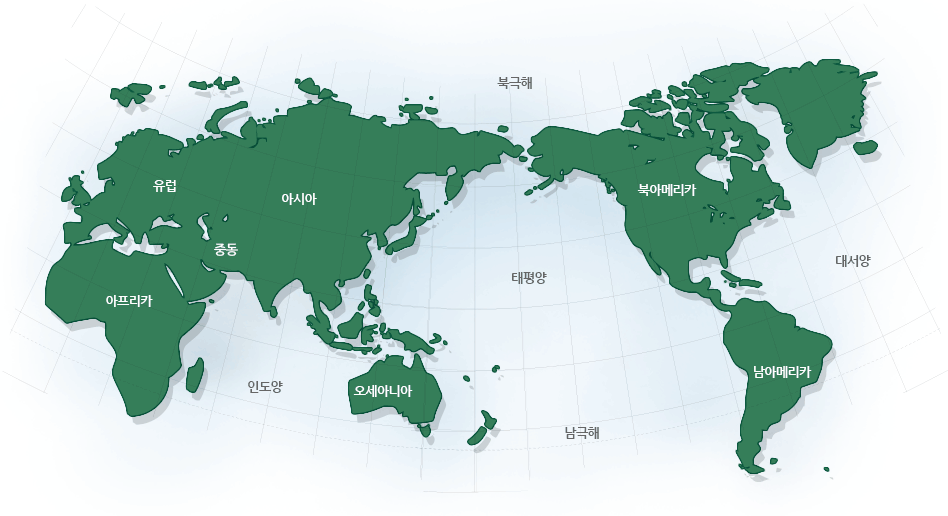 북극해
유럽
아시아
북아메리카
중동
대서양
태평양
아프리카
남아메리카
인도양
오세아니아
남극해